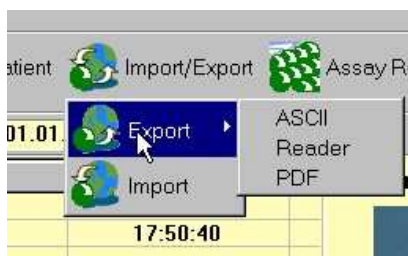 atient Import/Export Assay R
01.01.
Export
Import
ASCII
Reader
PDF
17:50:40